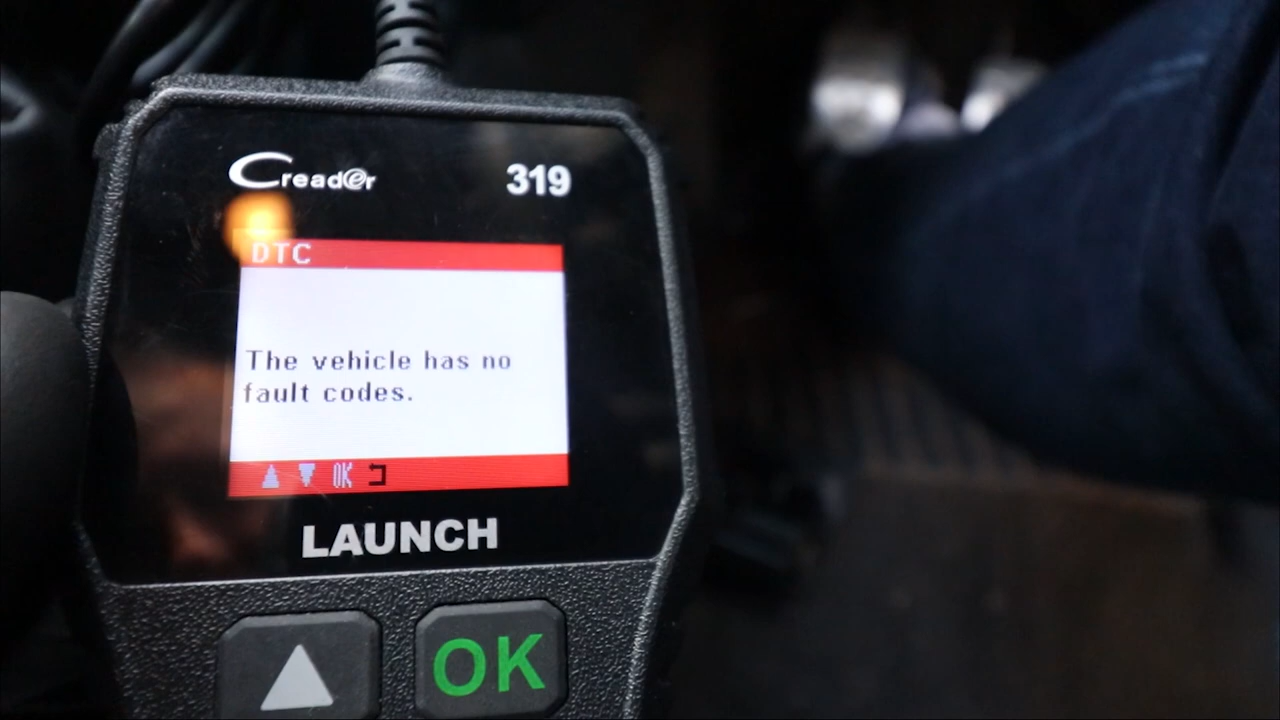 Creader 319
DTC
The vehicle has no
fault codes.
OK
LAUNCH
OK